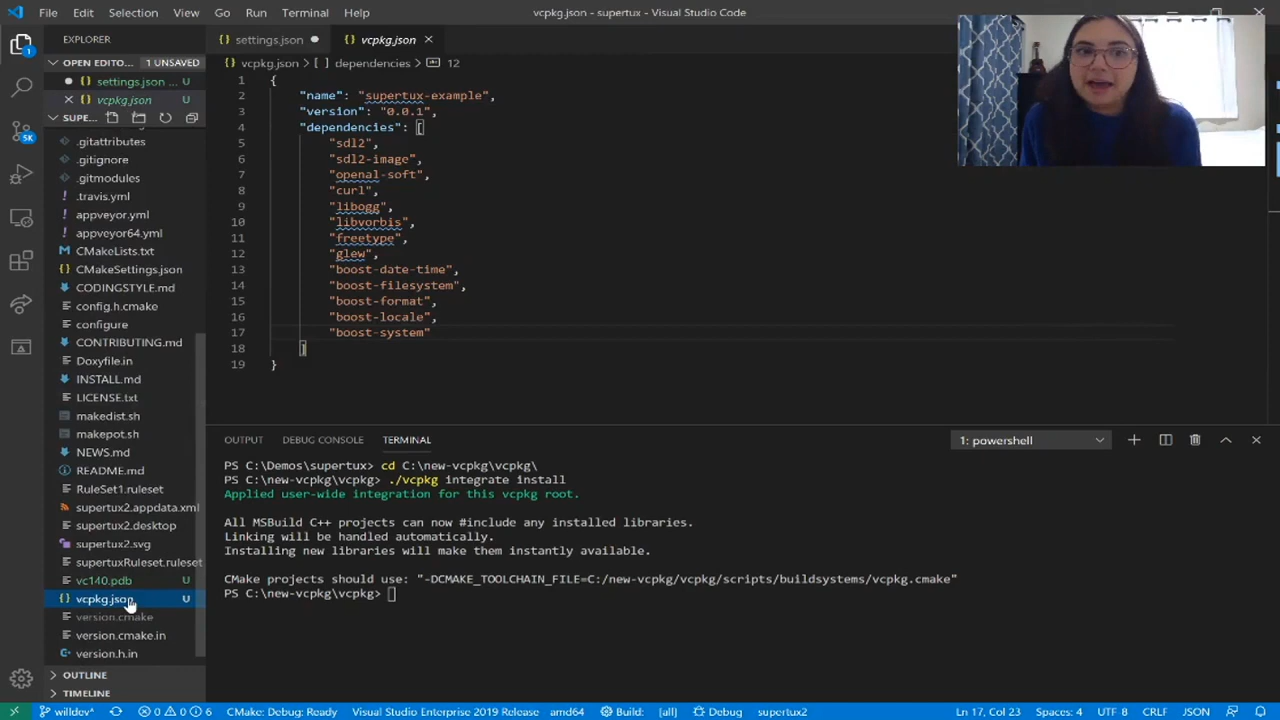 File Edit Selection View Go Run Terminal Help
vcpkg.json - supertux - Visual Studio Code
EXPLORER
OPEN EDITO... 1 UNSAVED
{} settings.json ... U
{} vcpkg.json U
SUPE...
.gitattributes
.gitignore
.gitmodules
! .travis.yml
! appveyor.yml
! appveyor64.yml
CMakeLists.txt
{} CMakeSettings.json
CODINGSTYLE.md
config.h.cmake
configure
CONTRIBUTING.md
Doxyfile.in
INSTALL.md
LICENSE.txt
makedist.sh
makepot.sh
NEWS.md
README.md
RuleSet1.ruleset
supertux2.appdata.xml
supertux2.desktop
supertux2.svg
supertuxRuleset.ruleset
vc140.pdb U
{} vcpkg.json U
version.cmake
version.cmake.in
version.h.in
OUTLINE
TIMELINE
1
5K
{} settings.json
{} vcpkg.json
{} vcpkg.json > [ ] dependencies > 12
1 {
2 "name": "supertux-example",
3 "version": "0.0.1",
4 "dependencies": [
5 "sdl2",
6 "sdl2-image",
7 "openal-soft",
8 "curl",
9 "libogg",
10 "libvorbis",
11 "freetype",
12 "glew",
13 "boost-date-time",
14 "boost-filesystem",
15 "boost-format",
16 "boost-locale",
17 "boost-system"
18 ]
19 }
OUTPUT DEBUG CONSOLE TERMINAL
1: powershell
PS C:\Demos\supertux> cd C:\new-vcpkg\vcpkg\
PS C:\new-vcpkg\vcpkg> ./vcpkg integrate install
Applied user-wide integration for this vcpkg root.
All MSBuild C++ projects can now #include any installed libraries.
Linking will be handled automatically.
Installing new libraries will make them instantly available.
CMake projects should use: "-DCMAKE_TOOLCHAIN_FILE=C:/new-vcpkg/vcpkg/scripts/buildsystems/vcpkg.cmake"
PS C:\new-vcpkg\vcpkg>
willdev* 0 0 6 CMake: Debug: Ready Visual Studio Enterprise 2019 Release - amd64 Build: [all] Debug supertux2 Ln 17, Col 23 Spaces: 4 UTF-8 CRLF JSON